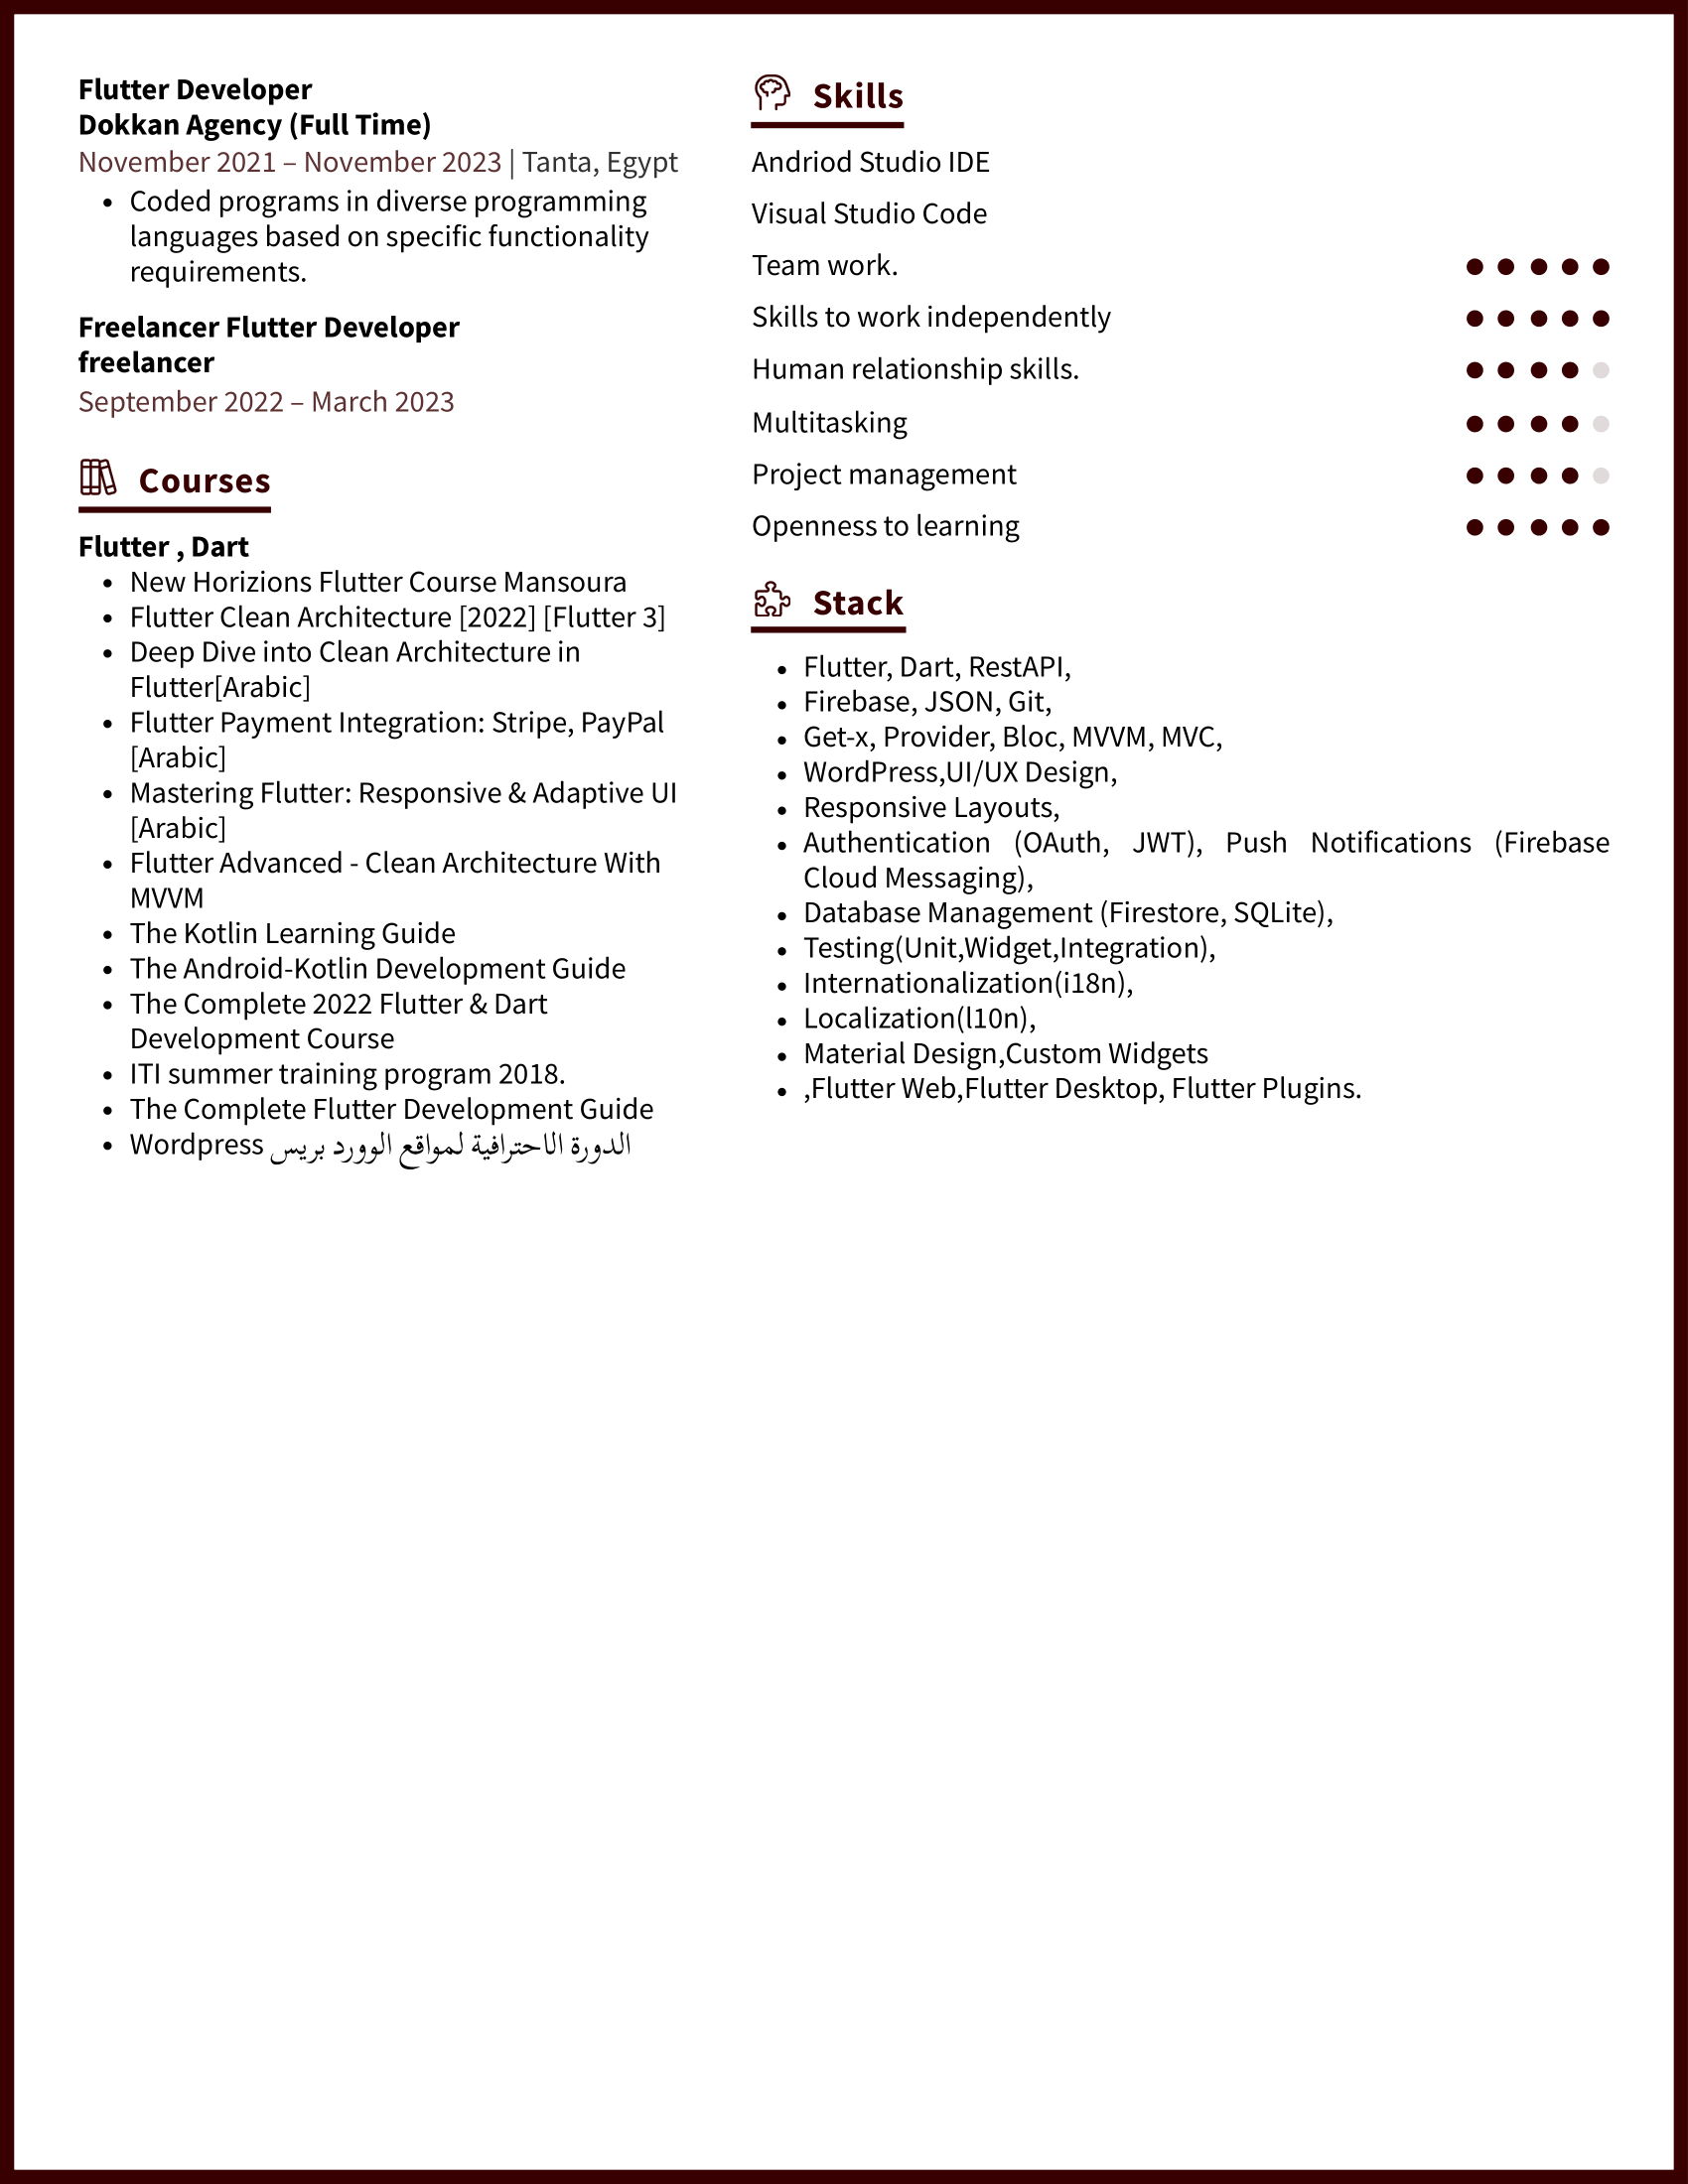 Flutter Developer
Dokkan Agency (Full Time)
November 2021 – November 2023 | Tanta, Egypt
• Coded programs in diverse programming
languages based on specific functionality
requirements.
Freelancer Flutter Developer
freelancer
September 2022 – March 2023
Courses
Flutter , Dart
• New Horizions Flutter Course Mansoura
• Flutter Clean Architecture [2022] [Flutter 3]
• Deep Dive into Clean Architecture in
Flutter[Arabic]
• Flutter Payment Integration: Stripe, PayPal
[Arabic]
• Mastering Flutter: Responsive & Adaptive UI
[Arabic]
• Flutter Advanced - Clean Architecture With
MVVM
• The Kotlin Learning Guide
• The Android-Kotlin Development Guide
• The Complete 2022 Flutter & Dart
Development Course
• ITI summer training program 2018.
• The Complete Flutter Development Guide
• Wordpress الدورة الاحترافية لمواقع الوورد بريس
Skills
Andriod Studio IDE
Visual Studio Code
Team work.
Skills to work independently
Human relationship skills.
Multitasking
Project management
Openness to learning
Stack
• Flutter, Dart, RestAPI,
• Firebase, JSON, Git,
• Get-x, Provider, Bloc, MVVM, MVC,
• WordPress,UI/UX Design,
• Responsive Layouts,
• Authentication (OAuth, JWT), Push Notifications (Firebase
Cloud Messaging),
• Database Management (Firestore, SQLite),
• Testing(Unit,Widget,Integration),
• Internationalization(i18n),
• Localization(l10n),
• Material Design,Custom Widgets
• ,Flutter Web,Flutter Desktop, Flutter Plugins.